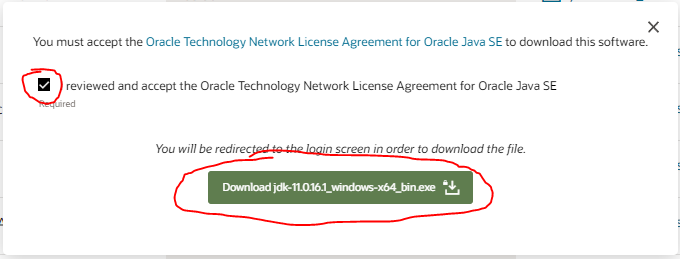 You must accept the Oracle Technology Network License Agreement for Oracle Java SE to download this software.
reviewed and accept the Oracle Technology Network License Agreement for Oracle Java SE
Required
You will be redirected to the login screen in order to download the file.
Download jdk-11.0.16.1_windows-x64_bin.exe